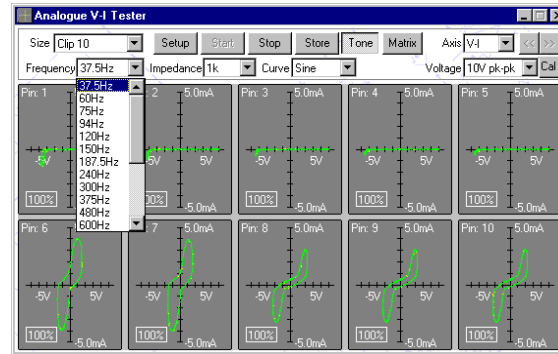 Analogue V-I Tester
Size Clip 10 Setup Start Stop Store Tone Matrix Axis V-I << >>
Frequency 37.5Hz Impedance 1k Curve Sine Voltage 10V pk-pk Cal
37.5Hz
60Hz
75Hz
94Hz
120Hz
150Hz
187.5Hz
240Hz
300Hz
375Hz
480Hz
600Hz
Pin: 1 2 5.0mA Pin: 3 5.0mA Pin: 4 5.0mA Pin: 5 5.0mA
-5V -5V 5V -5V 5V -5V 5V -5V 5V
100% 100% -5.0mA 100% -5.0mA 100% -5.0mA 100% -5.0mA
Pin: 6 7 5.0mA Pin: 8 5.0mA Pin: 9 5.0mA Pin: 10 5.0mA
-5V 5V -5V 5V -5V 5V -5V 5V -5V 5V
100% -5.0mA 100% -5.0mA 100% -5.0mA 100% -5.0mA 100% -5.0mA